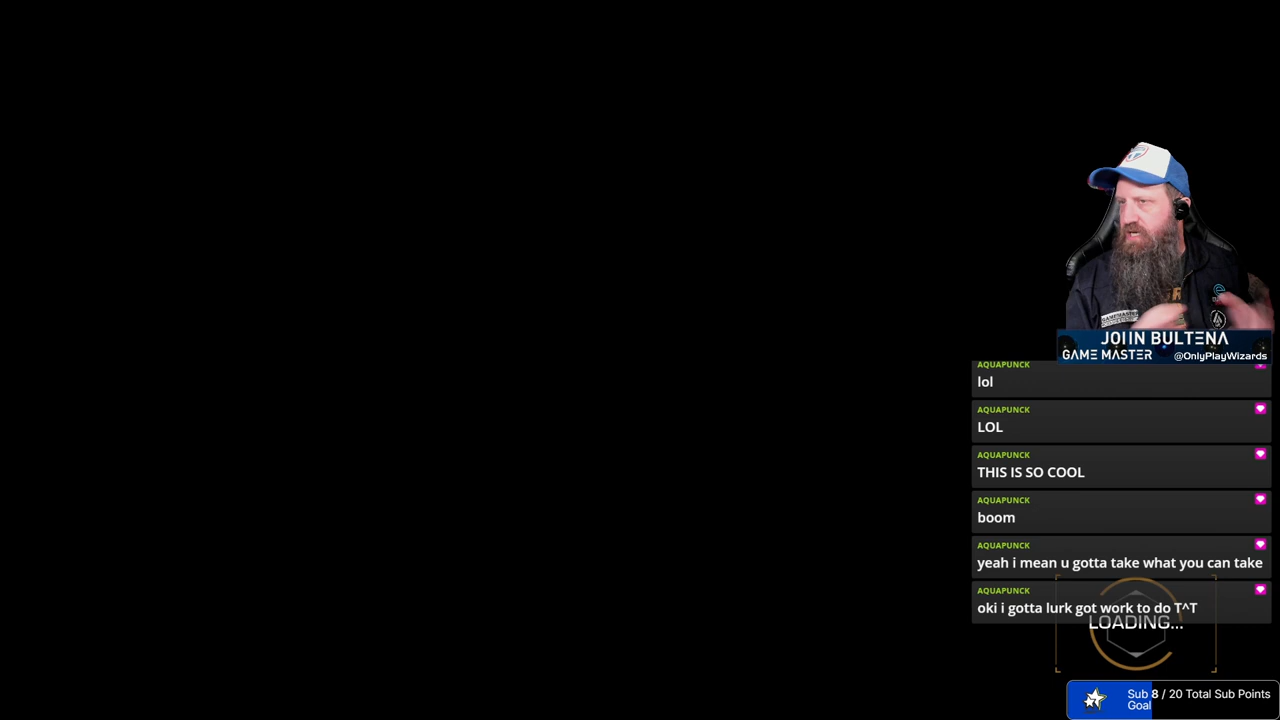 JOHN BULTENA
GAME MASTER @OnlyPlayWizards
AQUAPUNCK
lol
AQUAPUNCK
LOL
AQUAPUNCK
THIS IS SO COOL
AQUAPUNCK
boom
AQUAPUNCK
yeah i mean u gotta take what you can take
AQUAPUNCK
oki i gotta lurk got work to do T^T
LOADING...
Sub 8 / 20 Total Sub Points
Goal